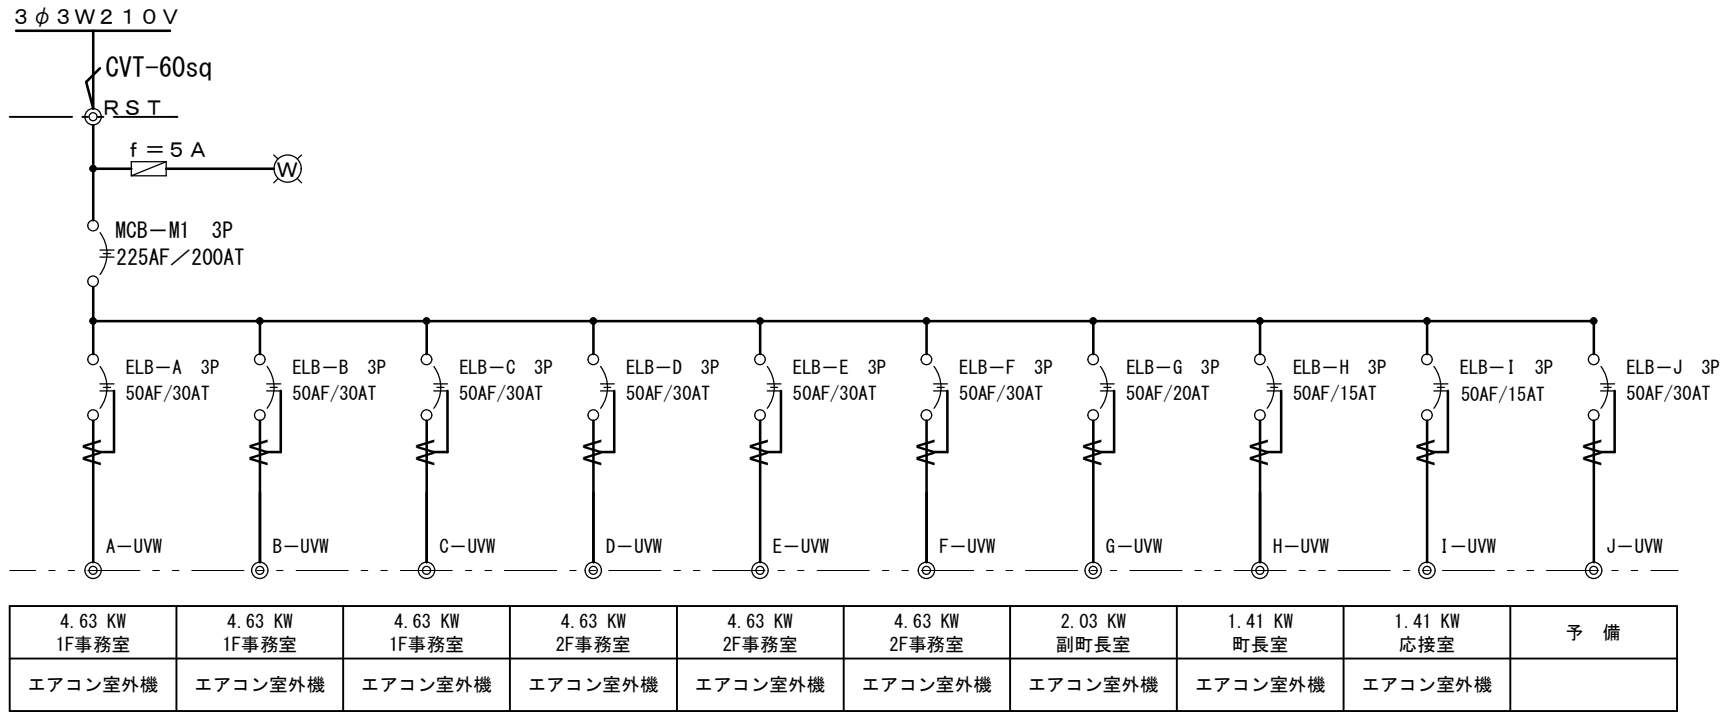 3φ3W210V
CVT-60sq
RST
f=5A
W
MCB-M1 3P
225AF/200AT
ELB-A 3P
50AF/30AT
ELB-B 3P
50AF/30AT
ELB-C 3P
50AF/30AT
ELB-D 3P
50AF/30AT
ELB-E 3P
50AF/30AT
ELB-F 3P
50AF/30AT
ELB-G 3P
50AF/20AT
ELB-H 3P
50AF/15AT
ELB-I 3P
50AF/15AT
ELB-J 3P
50AF/30AT
A-UVW
B-UVW
C-UVW
D-UVW
E-UVW
F-UVW
G-UVW
H-UVW
I-UVW
J-UVW
4.63 KW
1F事務室
4.63 KW
1F事務室
4.63 KW
1F事務室
4.63 KW
2F事務室
4.63 KW
2F事務室
4.63 KW
2F事務室
2.03 KW
副町長室
1.41 KW
町長室
1.41 KW
応接室
予 備
エアコン室外機
エアコン室外機
エアコン室外機
エアコン室外機
エアコン室外機
エアコン室外機
エアコン室外機
エアコン室外機
エアコン室外機